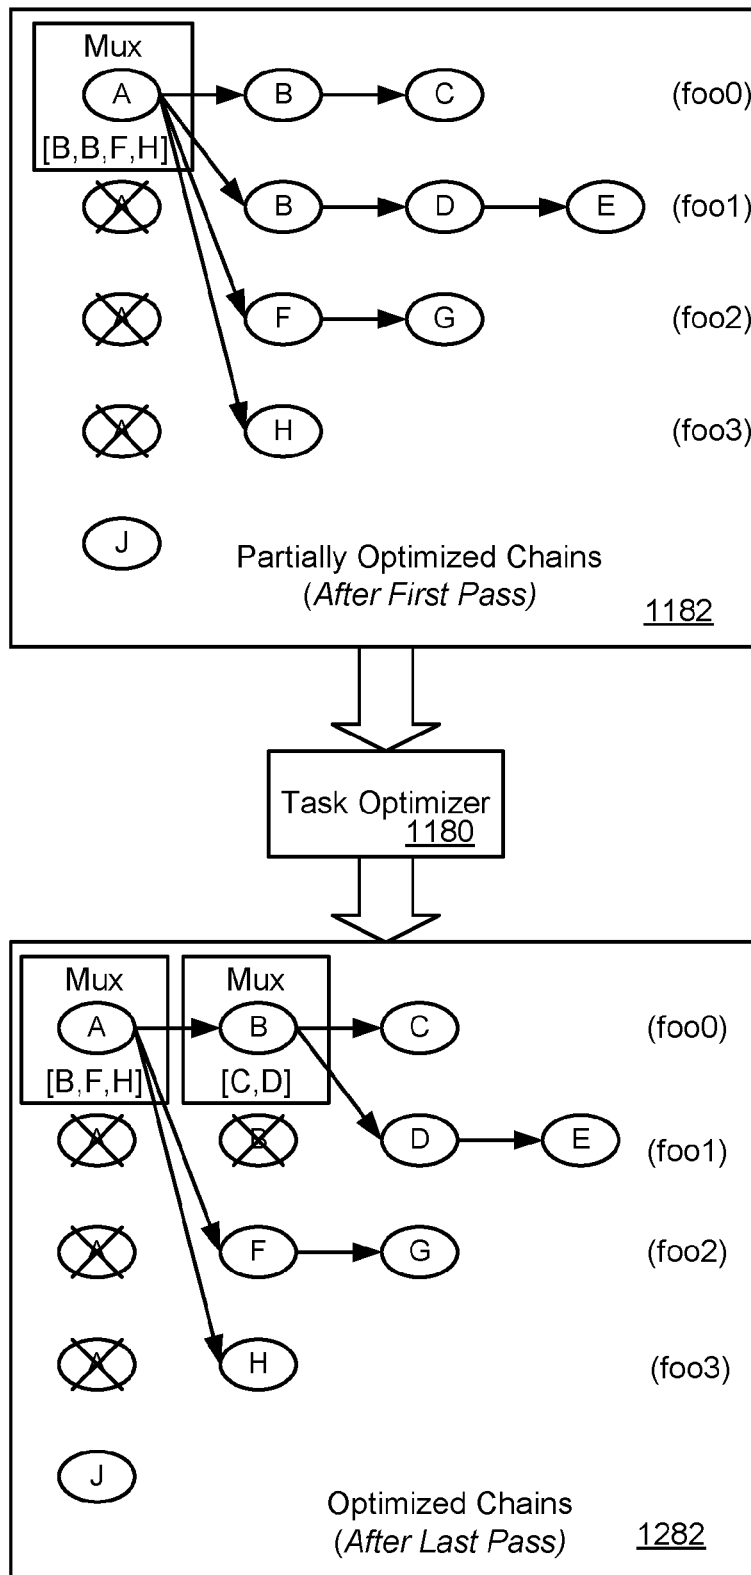 Mux
A B C (foo0)
[B,B,F,H]
A B D E (foo1)
A F G (foo2)
A H (foo3)
J
Partially Optimized Chains
(After First Pass)
1182
Task Optimizer
1180
Mux Mux
A B C (foo0)
[B,F,H] [C,D]
A B D E (foo1)
A F G (foo2)
A H (foo3)
J
Optimized Chains
(After Last Pass)
1282